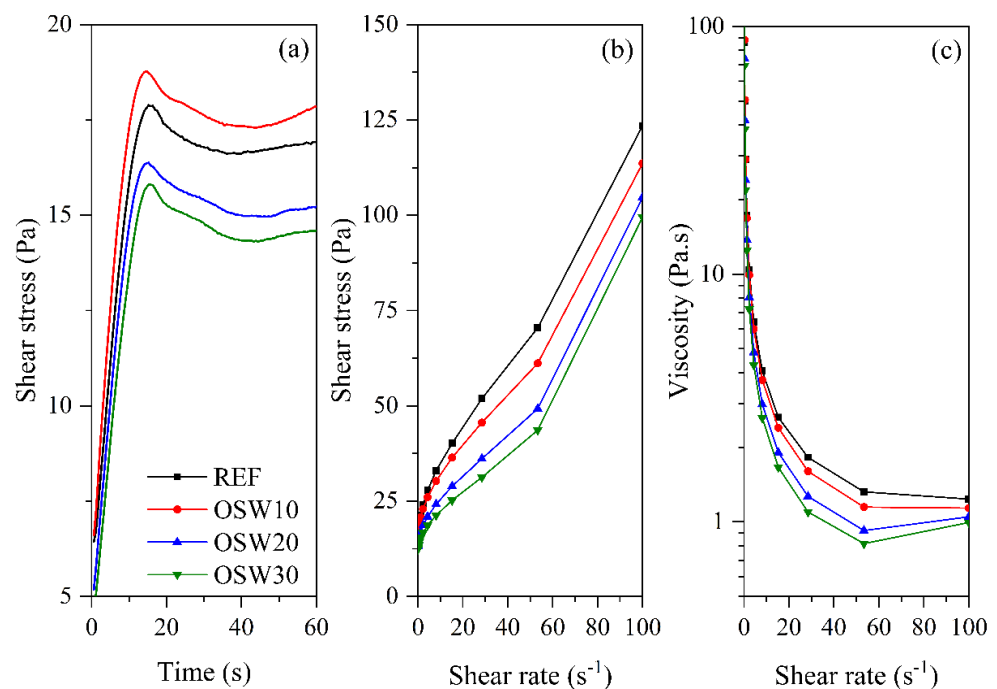 (a)
Shear stress (Pa)
20
15
10
5
0
20
40
60
Time (s)
REF
OSW10
OSW20
OSW30
(b)
Shear stress (Pa)
150
125
100
75
50
25
0
0
20
40
60
80
100
Shear rate (s⁻¹)
(c)
Viscosity (Pa.s)
100
10
1
0
20
40
60
80
100
Shear rate (s⁻¹)